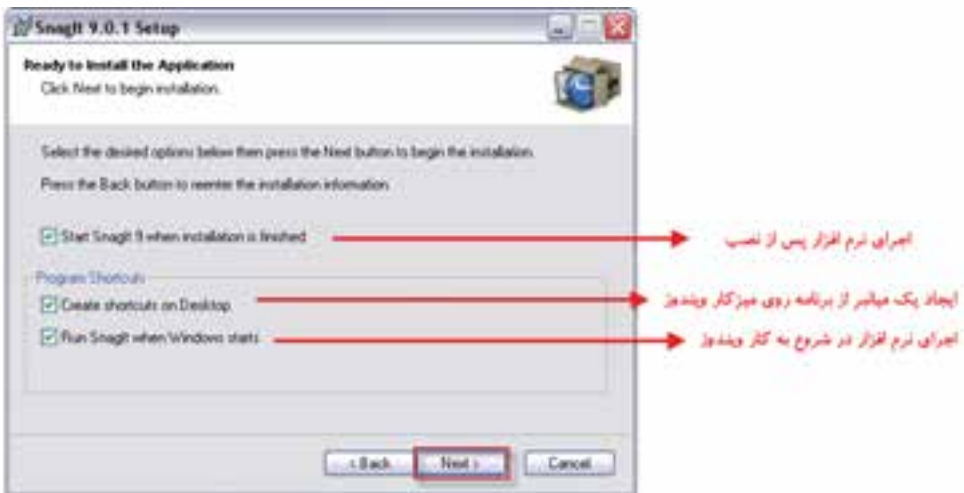 SnagIt 9.0.1 Setup
Ready to Install the Application
Click Next to begin installation.
Select the desired options below then press the Next button to begin the installation.
Press the Back button to reenter the installation information.
Start SnagIt 9 when installation is finished
اجرای نرم افزار پس از نصب
Program Shortcuts
Create shortcuts on Desktop
ایجاد یک میانبر از برنامه روی میزکار ویندوز
Run SnagIt when Windows starts
اجرای نرم افزار در شروع به کار ویندوز
< Back
Next >
Cancel